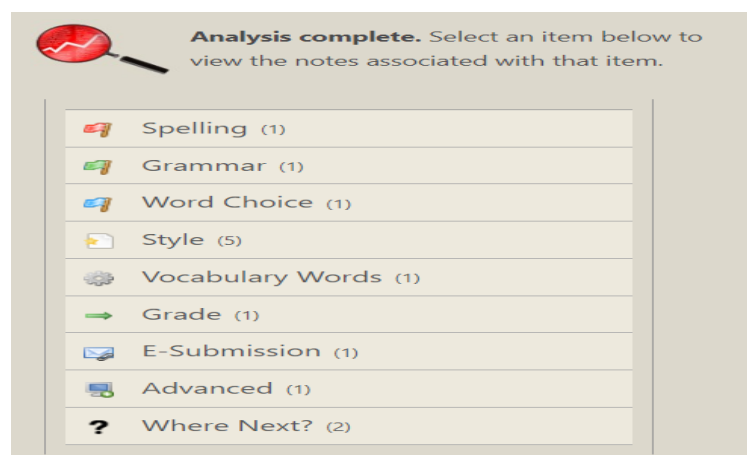 Analysis complete. Select an item below to
view the notes associated with that item.
Spelling (1)
Grammar (1)
Word Choice (1)
Style (5)
Vocabulary Words (1)
Grade (1)
E-Submission (1)
Advanced (1)
? Where Next? (2)